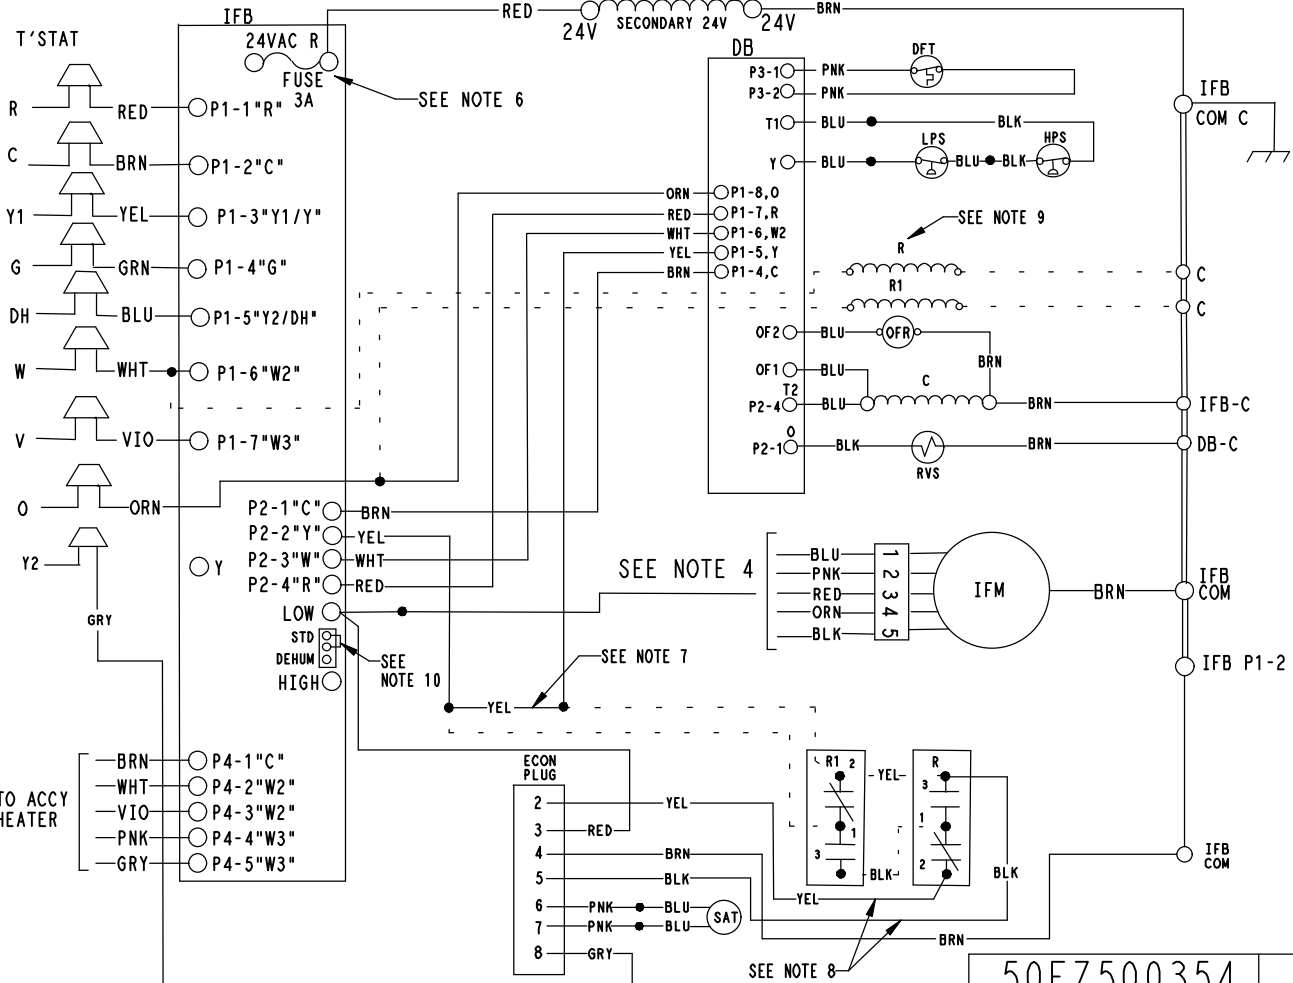 RED
SECONDARY 24V
BRN
24V
24V
IFB
T'STAT
24VAC R
FUSE
3A
SEE NOTE 6
DB
P3-1 PNK
DFT
P3-2 PNK
R RED P1-1"R"
IFB
COM C
T1 BLU BLK
LPS
HPS
C BRN P1-2"C"
Y BLU BLU BLK
ORN P1-8,O
Y1 YEL P1-3"Y1/Y"
RED P1-7,R
SEE NOTE 9
WHT P1-6,W2
YEL P1-5,Y
R
G GRN P1-4"G"
BRN P1-4,C
C
R1
C
DH BLU P1-5"Y2/DH"
OF2 BLU OFR
BRN
W WHT P1-6"W2"
OF1 BLU
C
T2
P2-4 BLU BRN IFB-C
V VIO P1-7"W3"
O
P2-1 BLK BRN DB-C
RVS
O ORN
P2-1"C" BRN
P2-2"Y" YEL
P2-3"W" WHT
P2-4"R" RED
Y2
Y
GRY
LOW
STD
DEHUM
SEE
NOTE 10
HIGH
SEE NOTE 4
BLU 1
PNK 2
RED 3
ORN 4
BLK 5
IFM
BRN
IFB
COM
SEE NOTE 7
IFB P1-2
YEL
TO ACCY
HEATER
BRN P4-1"C"
WHT P4-2"W2"
VIO P4-3"W2"
PNK P4-4"W3"
GRY P4-5"W3"
ECON
PLUG
2 YEL
3 RED
4 BRN
5 BLK
6 PNK BLU
7 PNK BLU
8 GRY
SAT
R1 2
1
3
YEL
BLK
R
3
1
2
BLK
YEL
BRN
IFB
COM
SEE NOTE 8
50E7500354